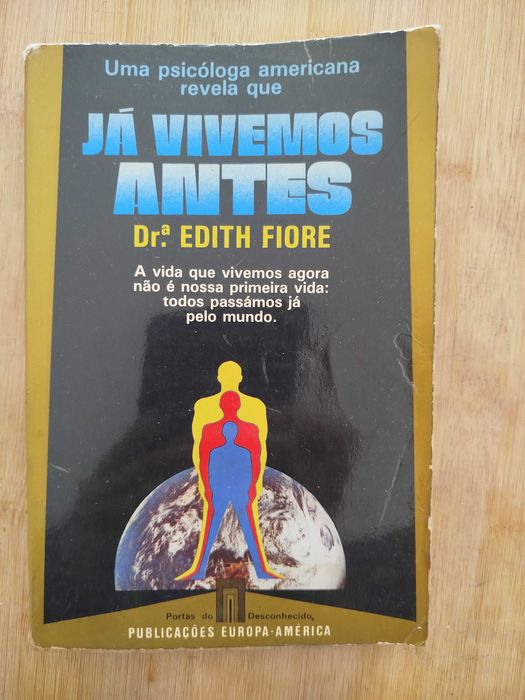 Uma psicóloga americana
revela que
JÁ VIVEMOS
ANTES
Dr.ª EDITH FIORE
A vida que vivemos agora
não é nossa primeira vida:
todos passámos já
pelo mundo.
Portas do Desconhecido
PUBLICAÇÕES EUROPA-AMÉRICA